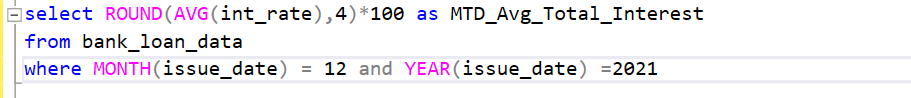 select ROUND(AVG(int_rate),4)*100 as MTD_Avg_Total_Interest
from bank_loan_data
where MONTH(issue_date) = 12 and YEAR(issue_date) =2021